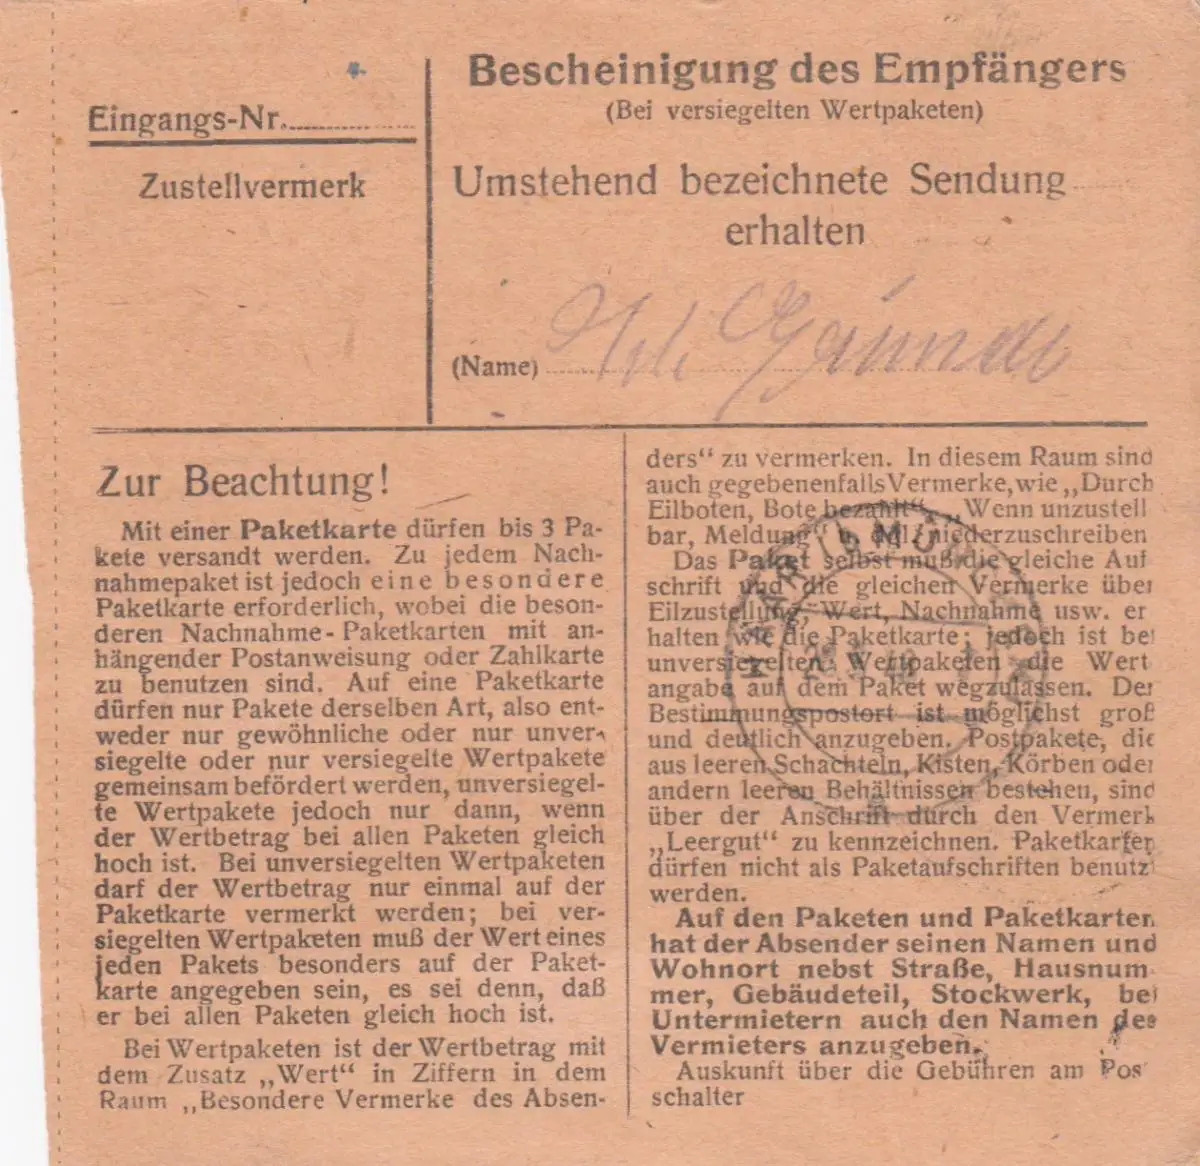 Eingangs-Nr.
Zustellvermerk
Bescheinigung des Empfängers
(Bei versiegelten Wertpaketen)
Umstehend bezeichnete Sendung
erhalten
(Name)
Zur Beachtung!
Mit einer Paketkarte dürfen bis 3 Pa-
kete versandt werden. Zu jedem Nach-
nahmepaket ist jedoch eine besondere
Paketkarte erforderlich, wobei die beson-
deren Nachnahme-Paketkarten mit an-
hängender Postanweisung oder Zahlkarte
zu benutzen sind. Auf eine Paketkarte
dürfen nur Pakete derselben Art, also ent-
weder nur gewöhnliche oder nur unver-
siegelte oder nur versiegelte Wertpakete
gemeinsam befördert werden, unversiegel-
te Wertpakete jedoch nur dann, wenn
der Wertbetrag bei allen Paketen gleich
hoch ist. Bei unversiegelten Wertpaketen
darf der Wertbetrag nur einmal auf der
Paketkarte vermerkt werden; bei ver-
siegelten Wertpaketen muß der Wert eines
jeden Pakets besonders auf der Paket-
karte angegeben sein, es sei denn, daß
er bei allen Paketen gleich hoch ist.
Bei Wertpaketen ist der Wertbetrag mit
dem Zusatz „Wert“ in Ziffern in dem
Raum „Besondere Vermerke des Absen-
ders“ zu vermerken. In diesem Raum sind
auch gegebenenfalls Vermerke, wie „Durch
Eilboten, Bote bezahlt“, „Wenn unzustell
bar, Meldung“ u. dgl. niederzuschreiben
Das Paket selbst muß die gleiche Auf
schrift und die gleichen Vermerke über
Eilzustellung, Wert, Nachnahme usw. er
halten wie die Paketkarte; jedoch ist bei
unversiegelten Wertpaketen die Wert
angabe auf dem Paket wegzulassen. Der
Bestimmungspostort ist möglichst groß
und deutlich anzugeben. Postpakete, die
aus leeren Schachteln, Kisten, Körben oder
andern leeren Behältnissen bestehen, sind
über der Anschrift durch den Vermerk
„Leergut“ zu kennzeichnen. Paketkarten
dürfen nicht als Paketaufschriften benutzt
werden.
Auf den Paketen und Paketkarten
hat der Absender seinen Namen und
Wohnort nebst Straße, Hausnum
mer, Gebäudeteil, Stockwerk, bei
Untermietern auch den Namen des
Vermieters anzugeben.
Auskunft über die Gebühren am Pos
schalter